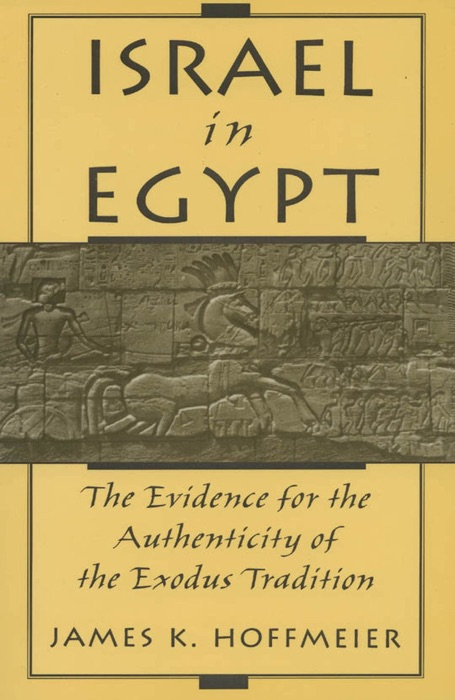 ISRAEL
in
EGYPT
The Evidence for the
Authenticity of
the Exodus Tradition
JAMES K. HOFFMEIER